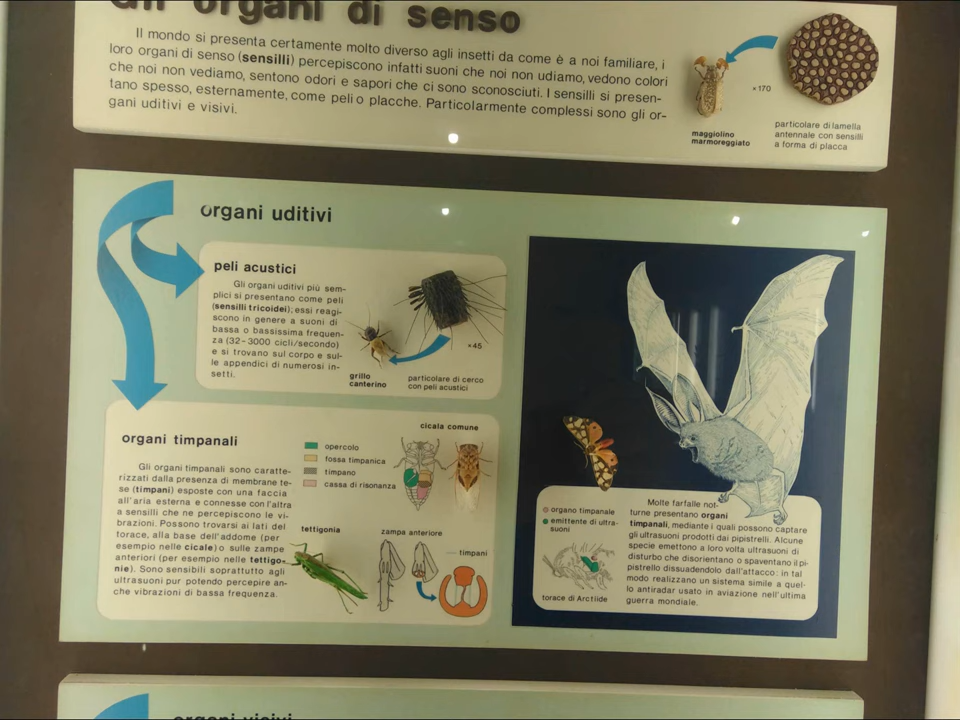 Gli organi di senso
Il mondo si presenta certamente molto diverso agli insetti da come è a noi familiare, i
loro organi di senso (sensilli) percepiscono infatti suoni che noi non udiamo, vedono colori
che noi non vediamo, sentono odori e sapori che ci sono sconosciuti. I sensilli si presen-
tano spesso, esternamente, come peli o placche. Particolarmente complessi sono gli or-
gani uditivi e visivi.
x170
maggiolino
marmoreggiato
particolare di lamella
antennale con sensilli
a forma di placca
organi uditivi
peli acustici
Gli organi uditivi più sem-
plici si presentano come peli
(sensilli tricoidei); essi reagi-
scono in genere a suoni di
bassa o bassissima frequen-
za (32-3000 cicli/secondo)
e si trovano sul corpo e sul-
le appendici di numerosi in-
setti.
x45
grillo
canterino
particolare di cerco
con peli acustici
organi timpanali
Gli organi timpanali sono caratte-
rizzati dalla presenza di membrane te-
se (timpani) esposte con una faccia
all'aria esterna e connesse con l'altra
a sensilli che ne percepiscono le vi-
brazioni. Possono trovarsi ai lati del
torace, alla base dell'addome (per
esempio nelle cicale) o sulle zampe
anteriori (per esempio nelle tettigo-
nie). Sono sensibili soprattutto agli
ultrasuoni pur potendo percepire an-
che vibrazioni di bassa frequenza.
cicala comune
opercolo
fossa timpanica
timpano
cassa di risonanza
tettigonia
zampa anteriore
timpani
organo timpanale
emittente di ultra-
suoni
torace di Arctiide
Molte farfalle not-
turne presentano organi
timpanali, mediante i quali possono captare
gli ultrasuoni prodotti dai pipistrelli. Alcune
specie emettono a loro volta ultrasuoni di
disturbo che disorientano o spaventano il pi-
pistrello dissuadendolo dall'attacco: in tal
modo realizzano un sistema simile a quel-
lo antiradar usato in aviazione nell'ultima
guerra mondiale.
organi visivi